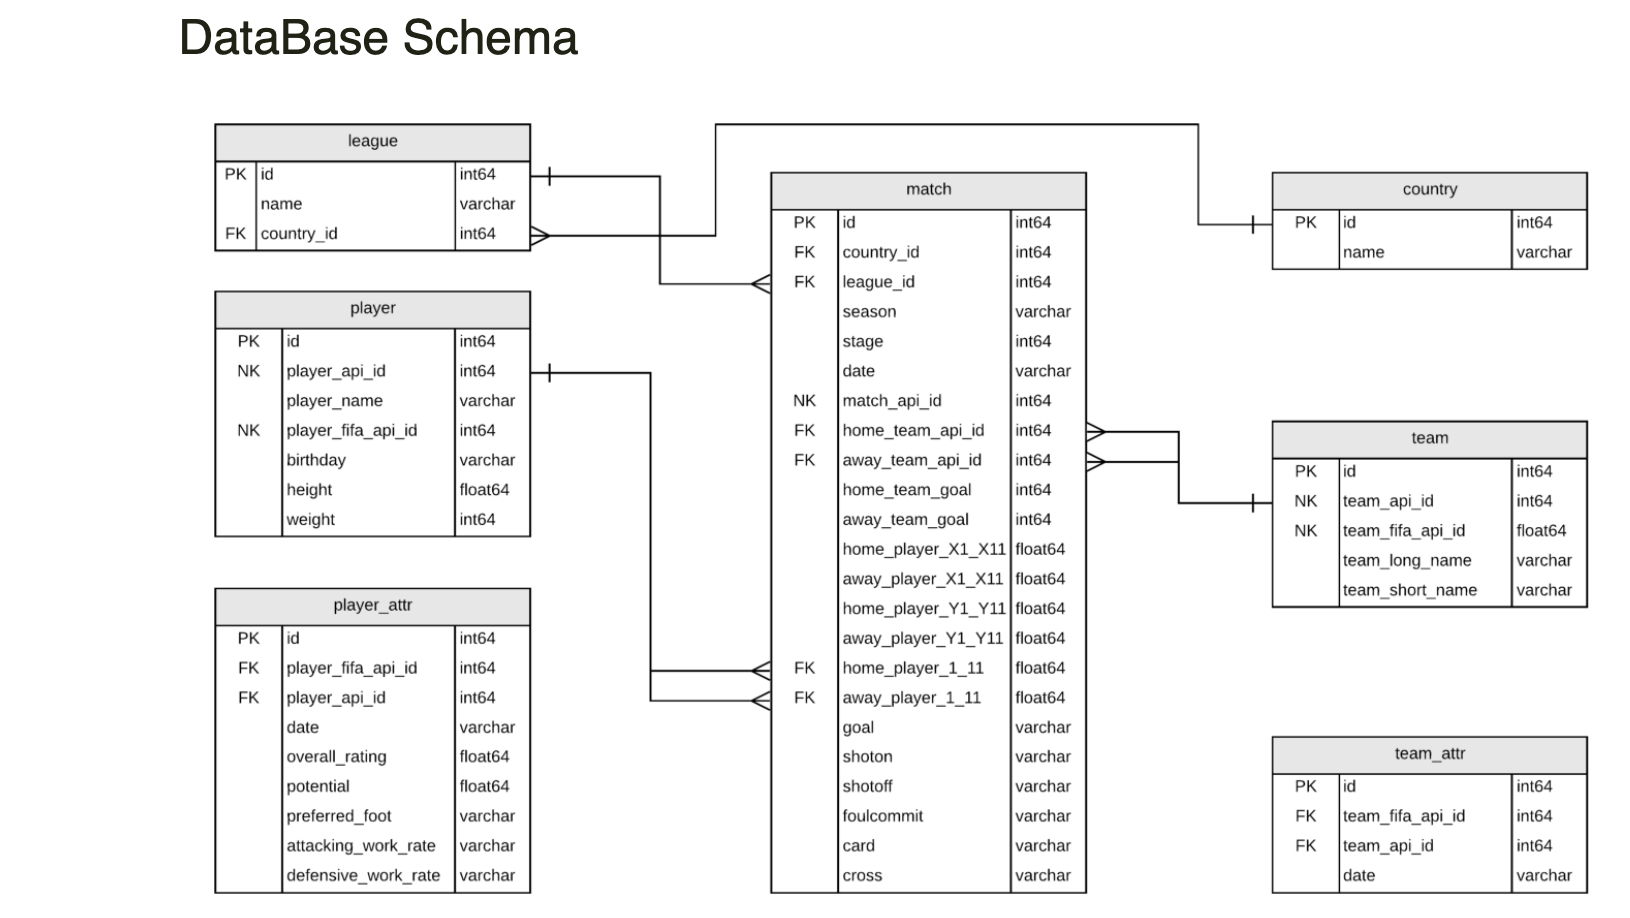 DataBase Schema
league
PK id int64
name varchar
FK country_id int64
player
PK id int64
NK player_api_id int64
player_name varchar
NK player_fifa_api_id int64
birthday varchar
height float64
weight int64
player_attr
PK id int64
FK player_fifa_api_id int64
FK player_api_id int64
date varchar
overall_rating float64
potential float64
preferred_foot varchar
attacking_work_rate varchar
defensive_work_rate varchar
match
PK id int64
FK country_id int64
FK league_id int64
season varchar
stage int64
date varchar
NK match_api_id int64
FK home_team_api_id int64
FK away_team_api_id int64
home_team_goal int64
away_team_goal int64
home_player_X1_X11 float64
away_player_X1_X11 float64
home_player_Y1_Y11 float64
away_player_Y1_Y11 float64
FK home_player_1_11 float64
FK away_player_1_11 float64
goal varchar
shoton varchar
shotoff varchar
foulcommit varchar
card varchar
cross varchar
country
PK id int64
name varchar
team
PK id int64
NK team_api_id int64
NK team_fifa_api_id float64
team_long_name varchar
team_short_name varchar
team_attr
PK id int64
FK team_fifa_api_id int64
FK team_api_id int64
date varchar